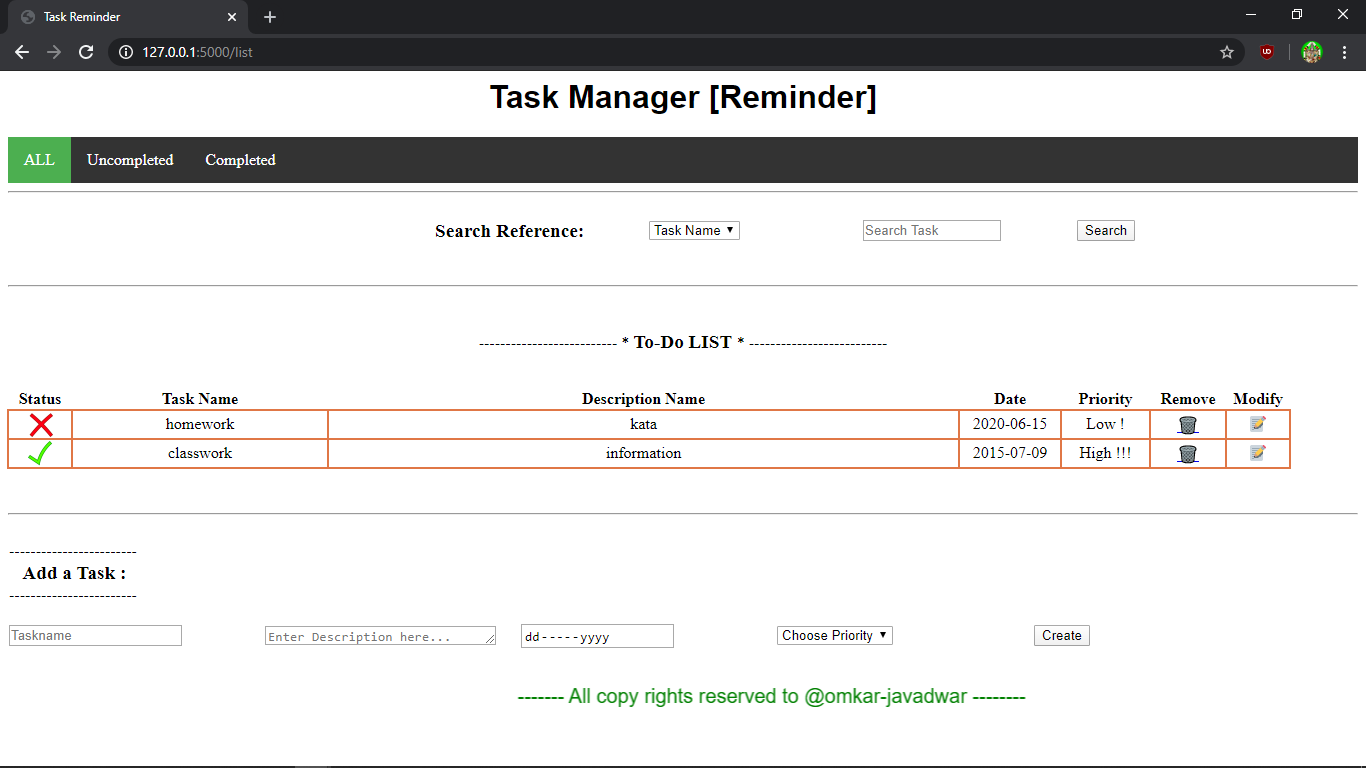 Task Reminder
127.0.0.1:5000/list
Task Manager [Reminder]
ALL Uncompleted Completed
Search Reference: Task Name Search Task Search
-------------------------- * To-Do LIST * --------------------------
Status Task Name Description Name Date Priority Remove Modify
homework kata 2020-06-15 Low !
classwork information 2015-07-09 High !!!
------------------------
Add a Task :
------------------------
Taskname Enter Description here... dd-----yyyy Choose Priority Create
------- All copy rights reserved to @omkar-javadwar --------